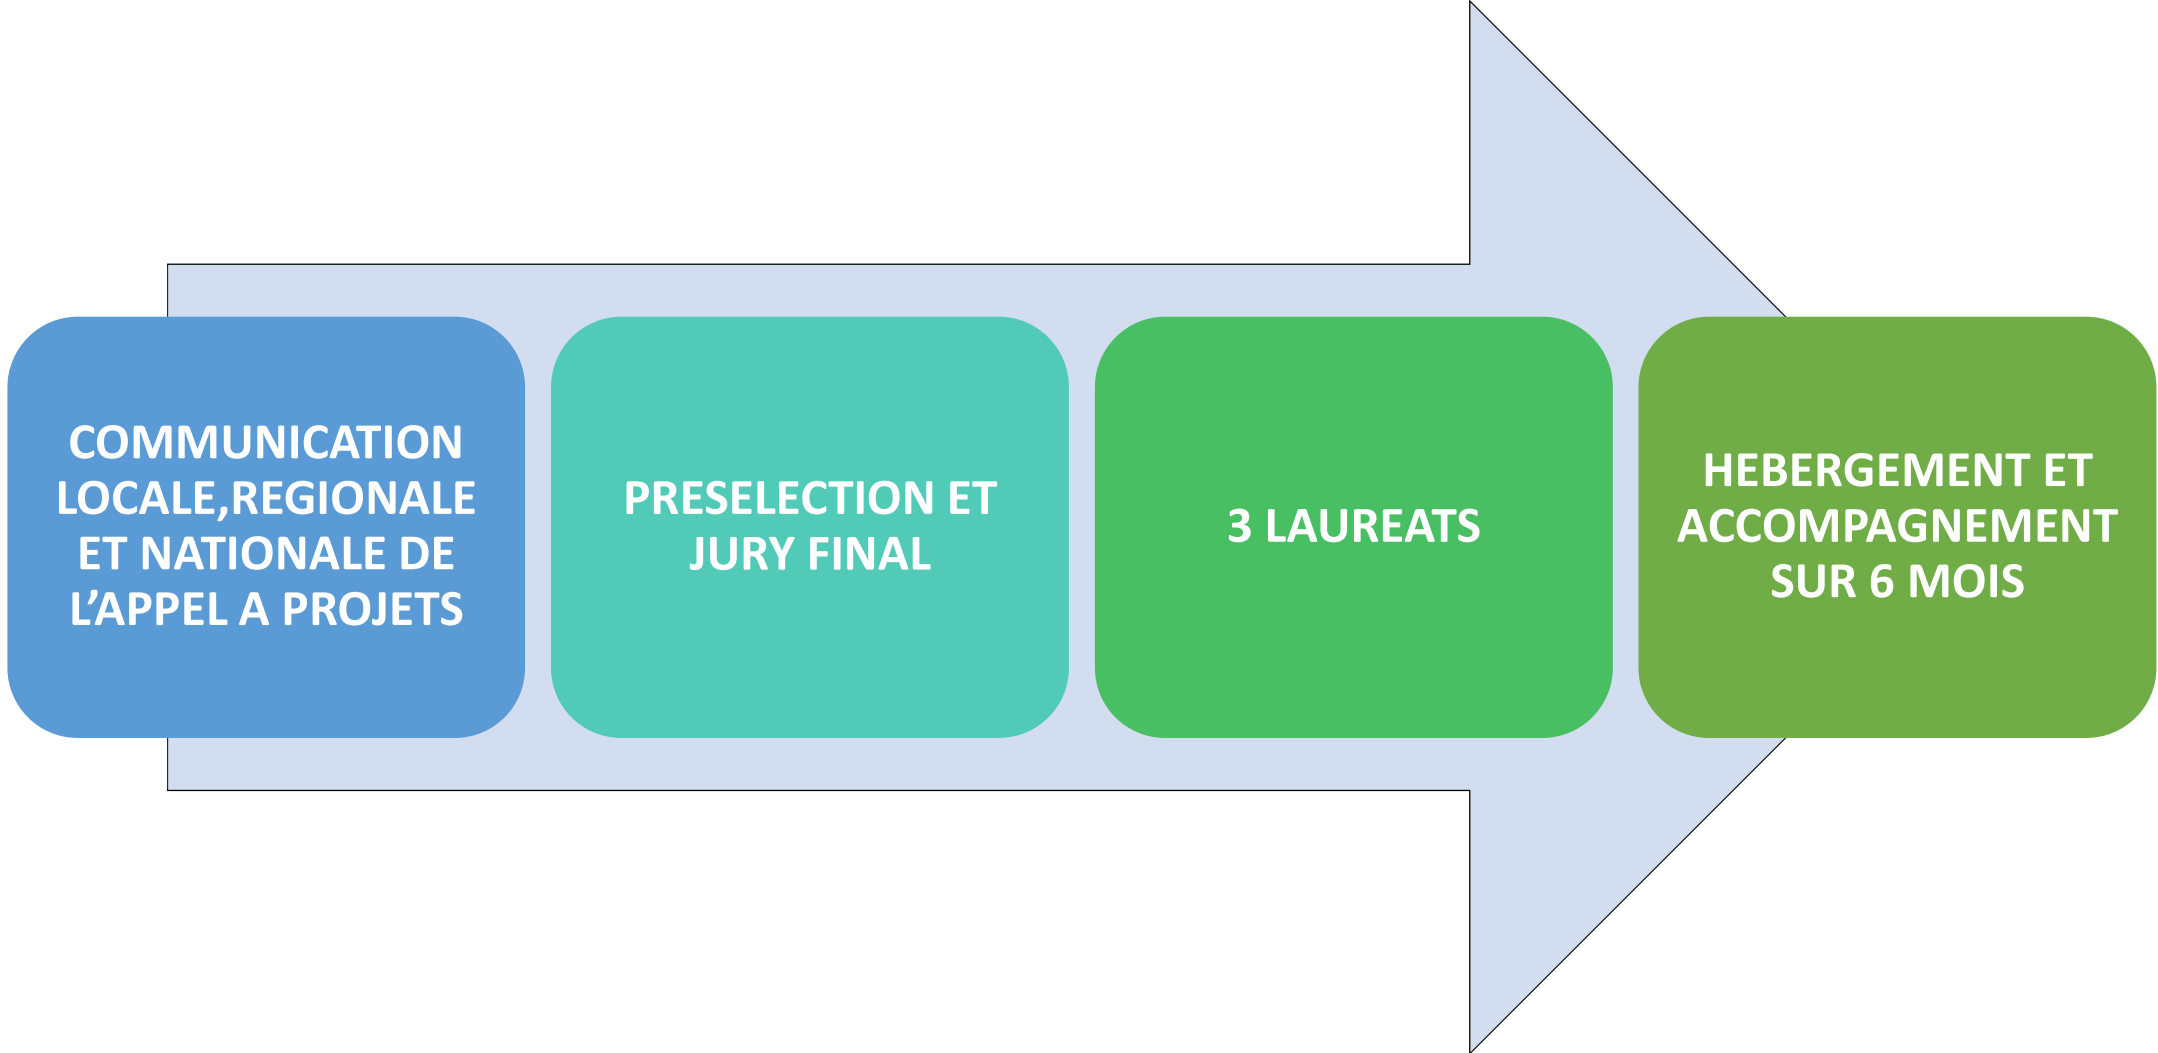 COMMUNICATION
LOCALE,REGIONALE
ET NATIONALE DE
L’APPEL A PROJETS
PRESELECTION ET
JURY FINAL
3 LAUREATS
HEBERGEMENT ET
ACCOMPAGNEMENT
SUR 6 MOIS